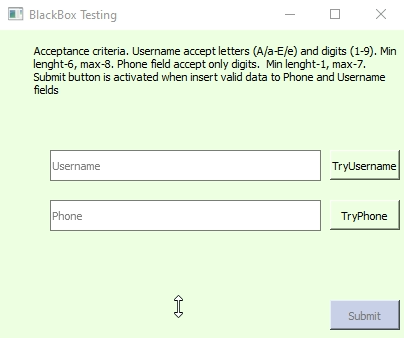 BlackBox Testing
Acceptance criteria. Username accept letters (A/a-E/e) and digits (1-9). Min
lenght-6, max-8. Phone field accept only digits.  Min lenght-1, max-7.
Submit button is activated when insert valid data to Phone and Username
fields
Username
TryUsername
Phone
TryPhone
Submit